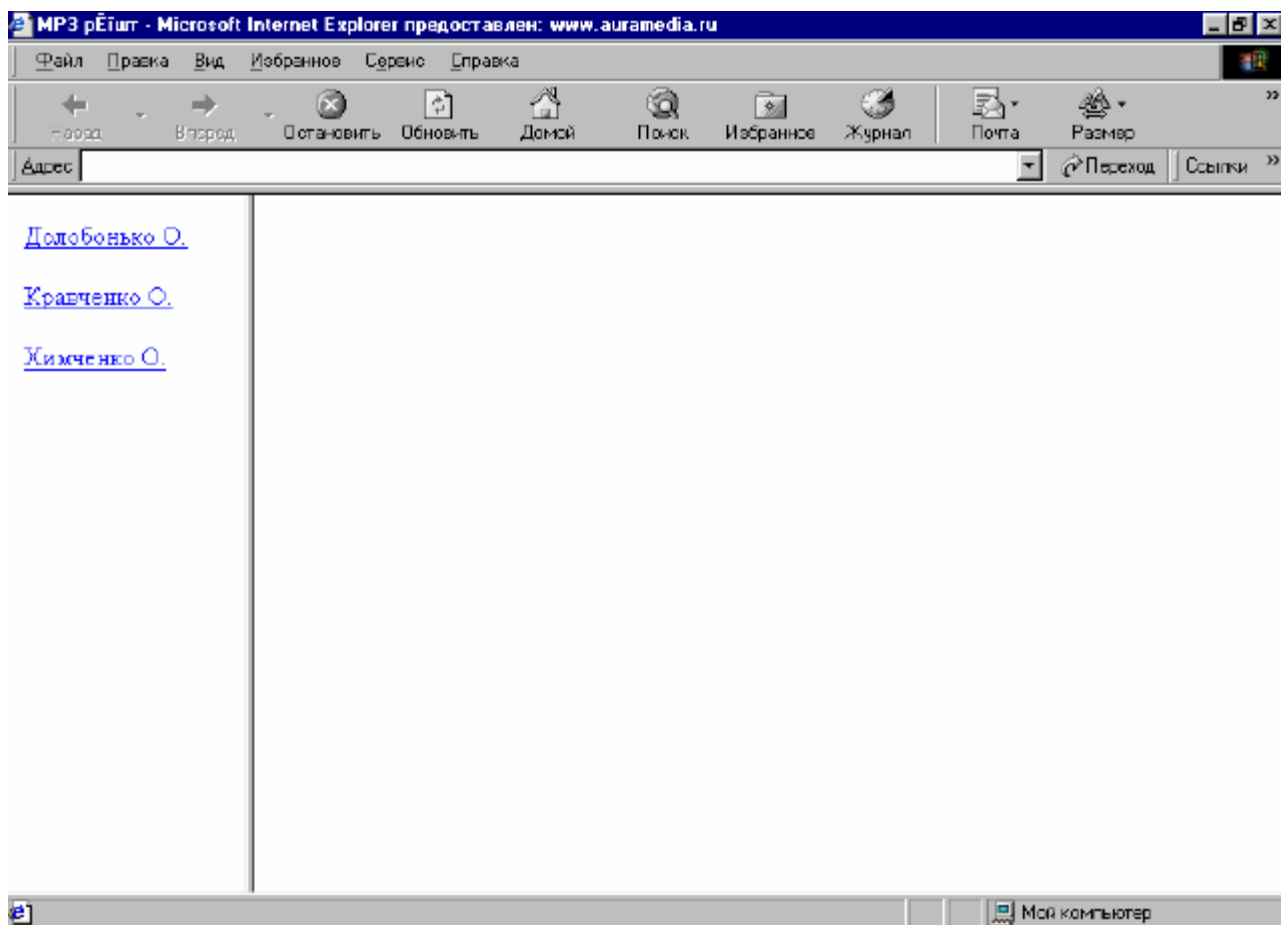 MP3 рЁїшт - Microsoft Internet Explorer предоставлен: www.auramedia.ru
Файл Правка Вид Избранное Сервис Справка
Назад Вперед Остановить Обновить Домой Поиск Избранное Журнал Почта Размер »
Адрес Переход Ссылки »
Долобонько О.
Кравченко О.
Химченко О.
Мой компьютер